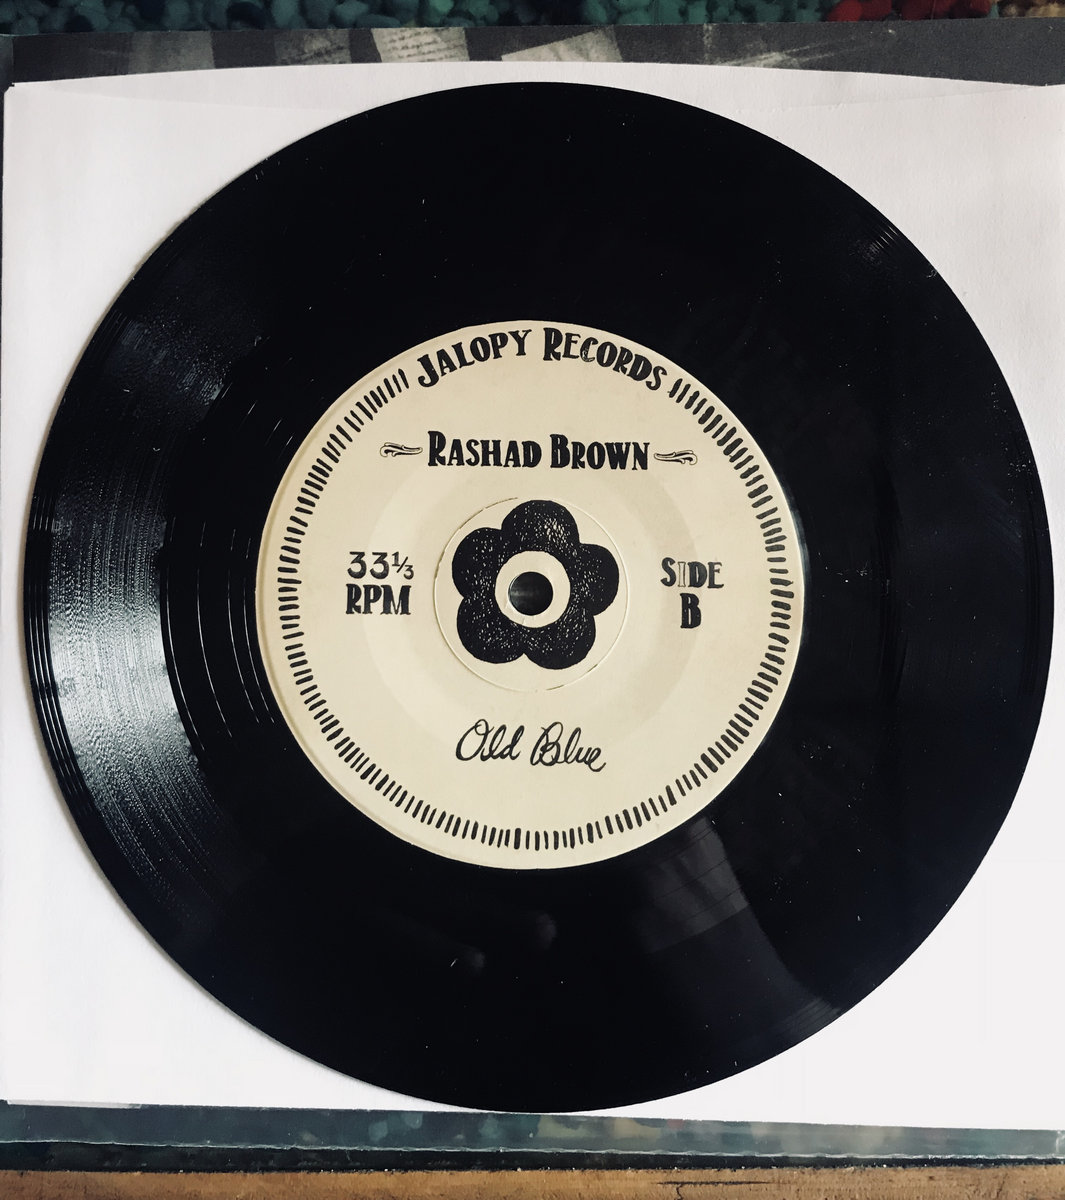 JALOPY RECORDS
RASHAD BROWN
33⅓
RPM
SIDE
B
Old Blue